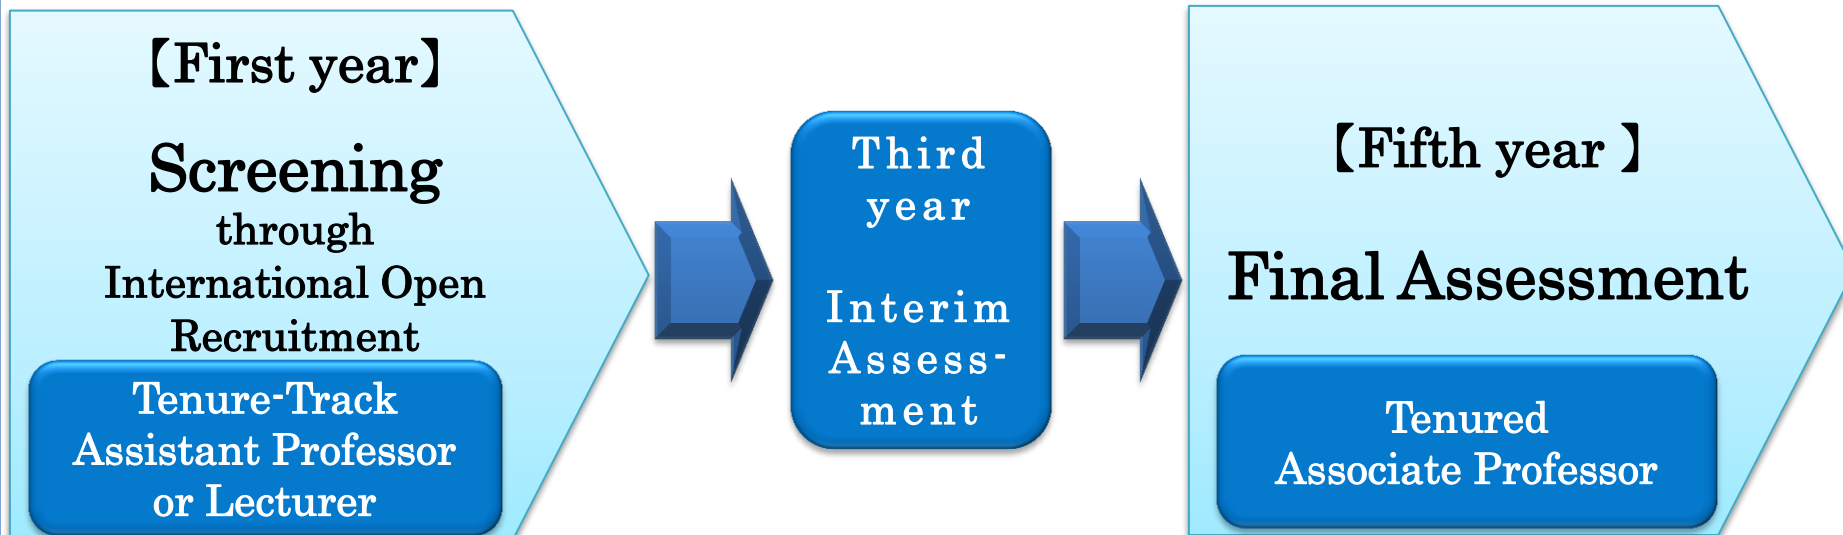 【First year】
Screening
through
International Open
Recruitment
Tenure-Track
Assistant Professor
or Lecturer
Third
year
Interim
Assess-
ment
【Fifth year 】
Final Assessment
Tenured
Associate Professor